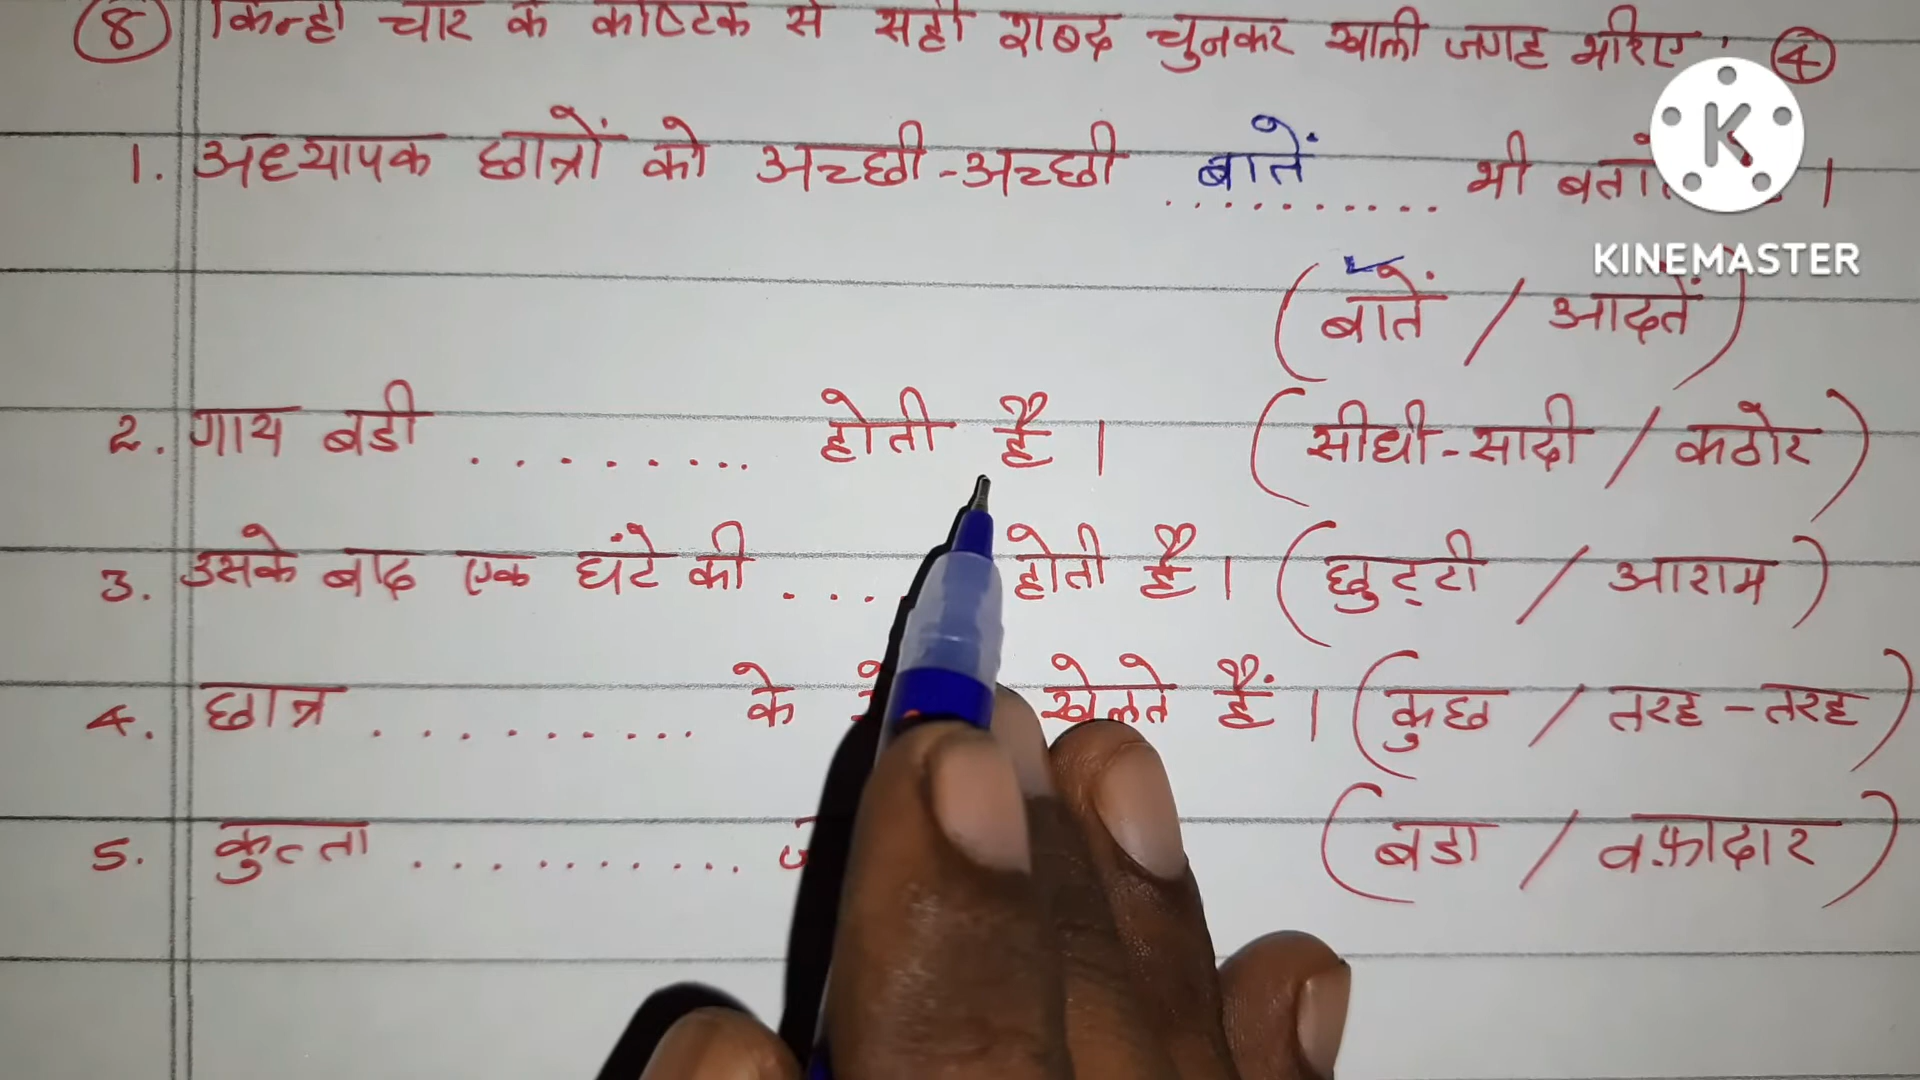 8 किन्ही चार के कोष्टक से सही शब्द चुनकर खाली जगह भरिए. 4
1. अध्यापक छात्रों को अच्छी-अच्छी बातें .......... भी ।
KINEMASTER
(बातें / आदतें)
2. गाय बडी ......... होती है । (सीधी-सादी / कठोर)
3. उसके बाद एक घंटे की .... होती है । (छुट्टी / आराम)
4. छात्र .......... के खेलते हैं । (कुछ / तरह-तरह)
5. कुत्ता .......... (बडा / वफ़ादार)